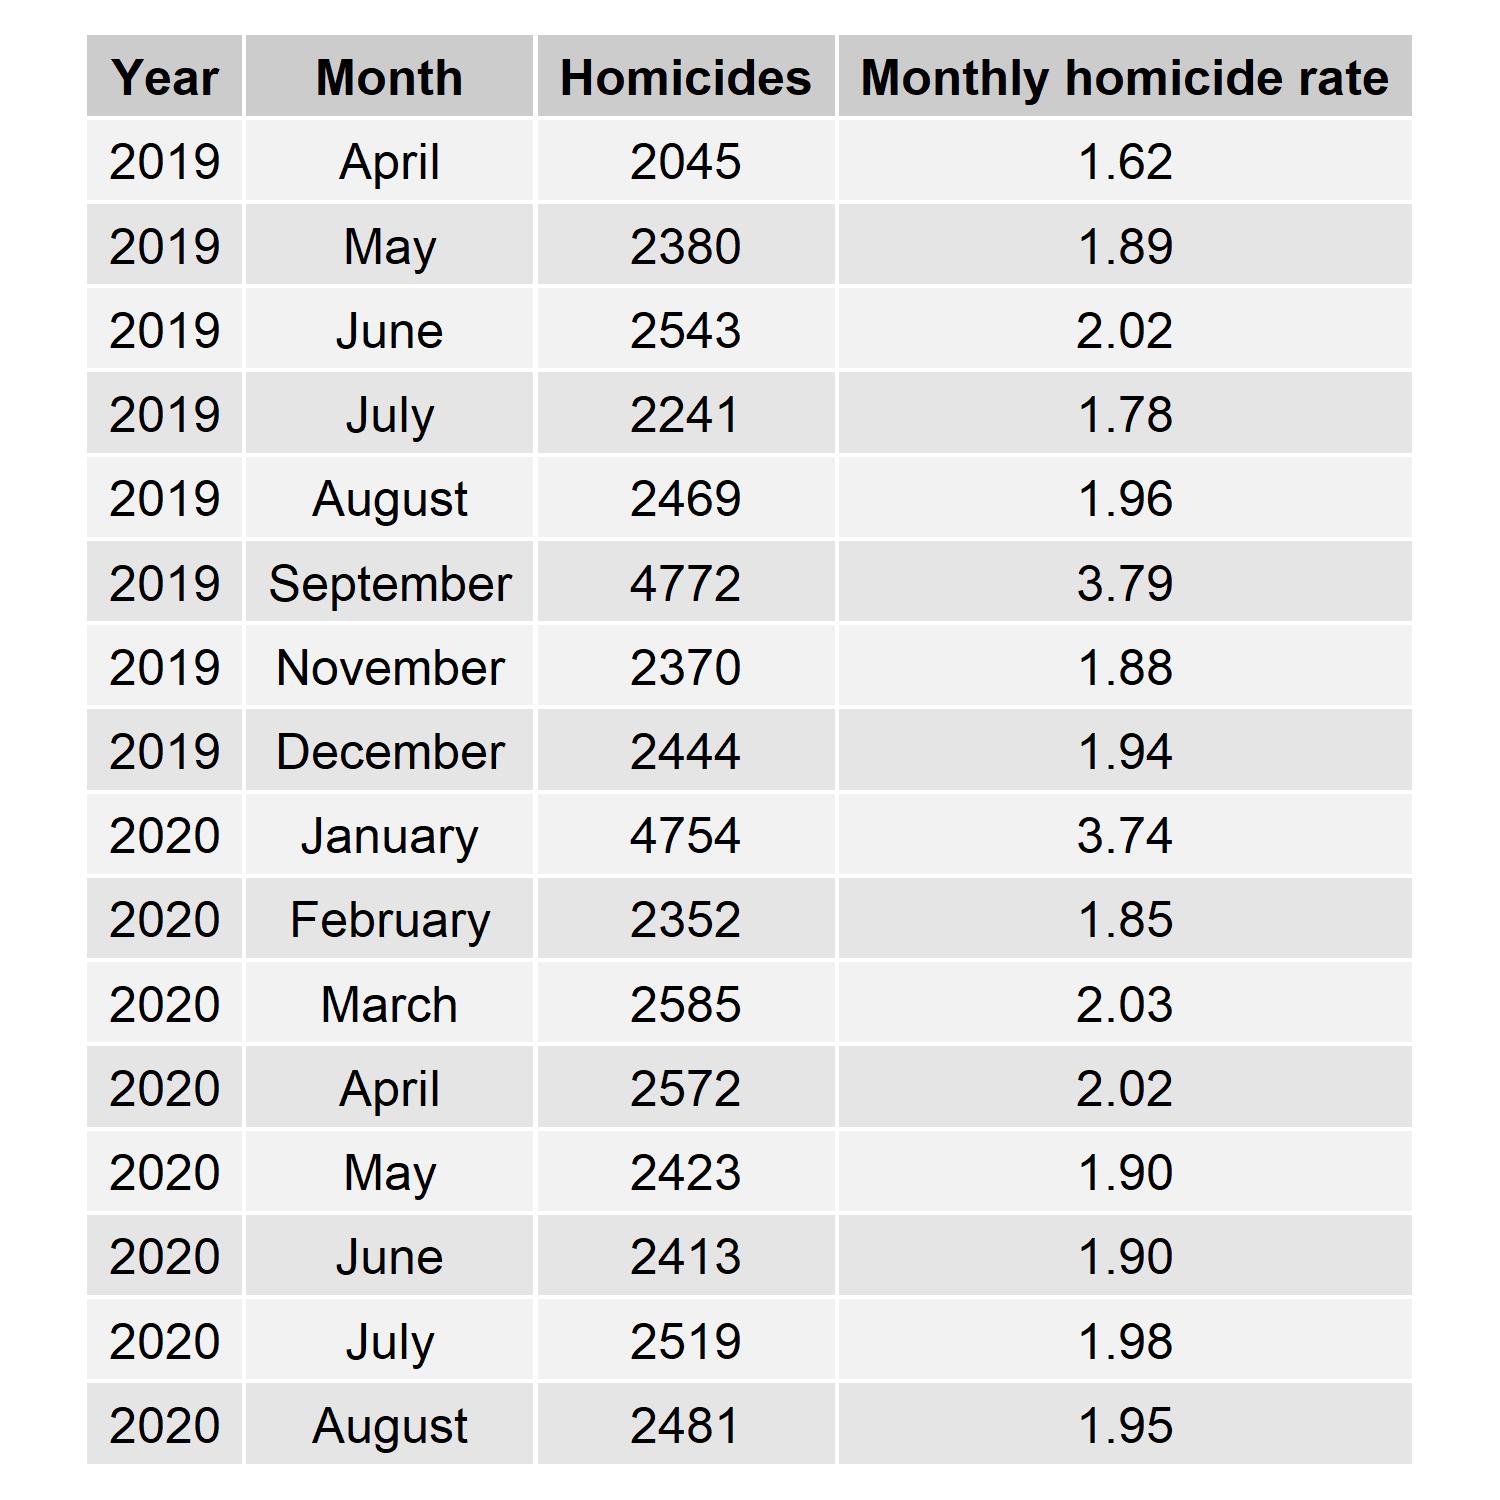 Year Month Homicides Monthly homicide rate
2019 April 2045 1.62
2019 May 2380 1.89
2019 June 2543 2.02
2019 July 2241 1.78
2019 August 2469 1.96
2019 September 4772 3.79
2019 November 2370 1.88
2019 December 2444 1.94
2020 January 4754 3.74
2020 February 2352 1.85
2020 March 2585 2.03
2020 April 2572 2.02
2020 May 2423 1.90
2020 June 2413 1.90
2020 July 2519 1.98
2020 August 2481 1.95